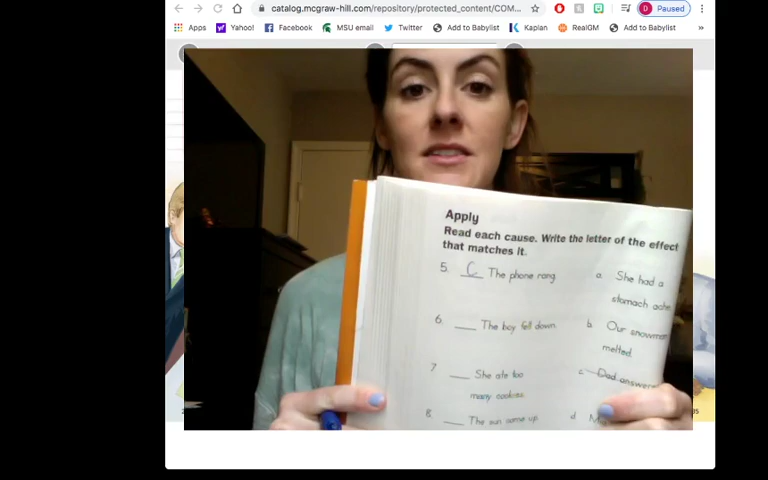 catalog.mcgraw-hill.com/repository/protected_content/COM...
D Paused
Apps Yahoo! Facebook MSU email Twitter Add to Babylist Kaplan RealGM Add to Babylist »
Apply
Read each cause. Write the letter of the effect
that matches it.
5. C The phone rang.
a. She had a
stomach ache.
6. The boy fell down.
b. Our snowman
melted.
7 She ate too
many cookies.
c. Dad answere
8 The sun came up
d